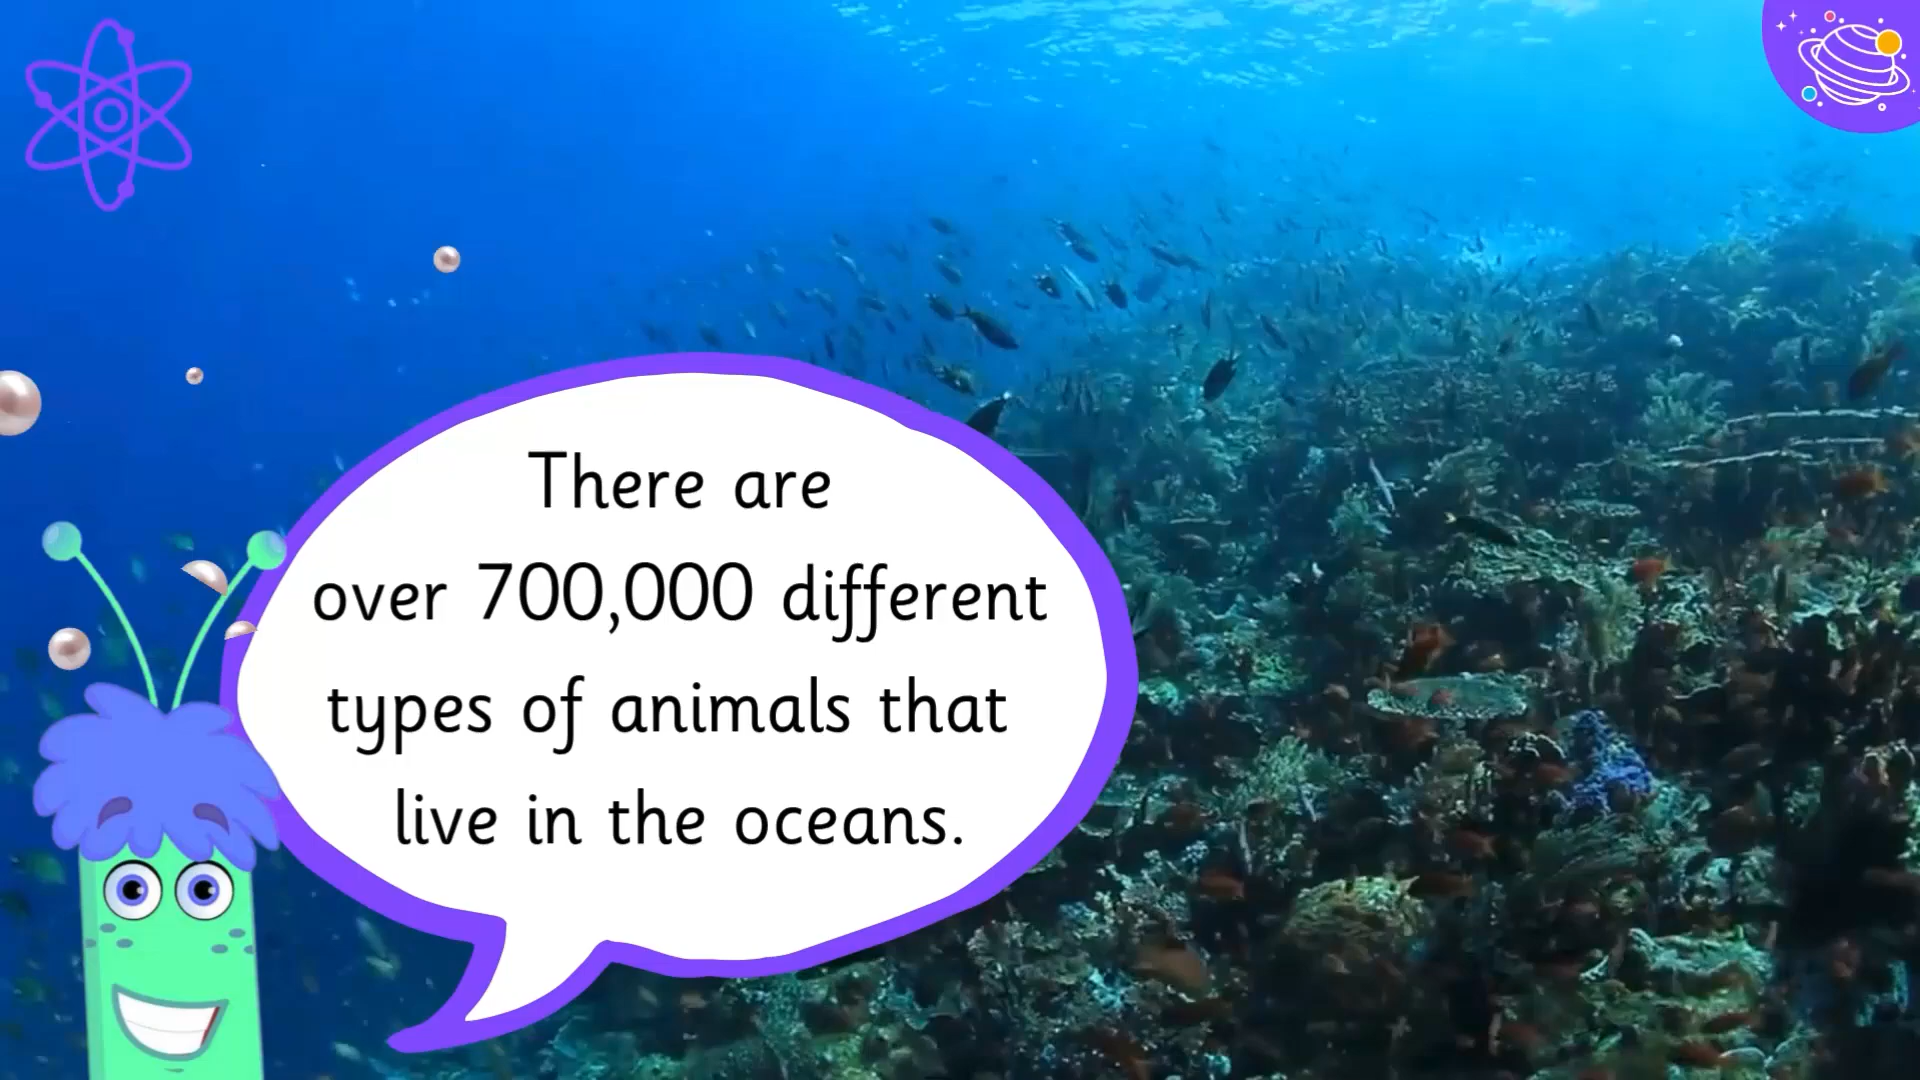 There are
over 700,000 different
types of animals that
live in the oceans.